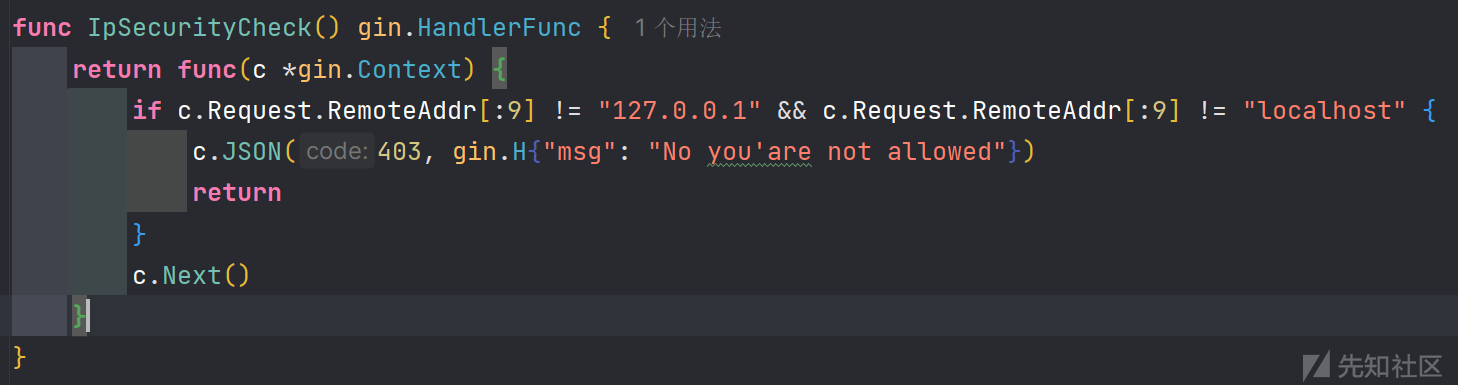 func IpSecurityCheck() gin.HandlerFunc { 1 个用法
    return func(c *gin.Context) {
        if c.Request.RemoteAddr[:9] != "127.0.0.1" && c.Request.RemoteAddr[:9] != "localhost" {
            c.JSON( code: 403, gin.H{"msg": "No you'are not allowed"})
            return
        }
        c.Next()
    }
}
先知社区